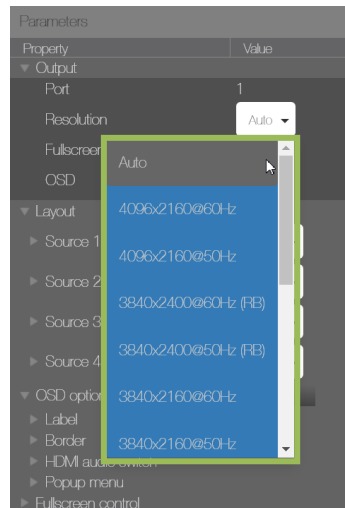 Parameters
Property Value
Output
Port 1
Resolution Auto
Fullscreen
Auto
OSD
Layout
4096x2160@60Hz
Source 1
4096x2160@50Hz
Source 2
3840x2400@60Hz (RB)
Source 3
3840x2400@50Hz (RB)
Source 4
OSD option
3840x2160@60Hz
Label
Border
3840x2160@50Hz
HDMI audio switch
Popup menu
Fullscreen control